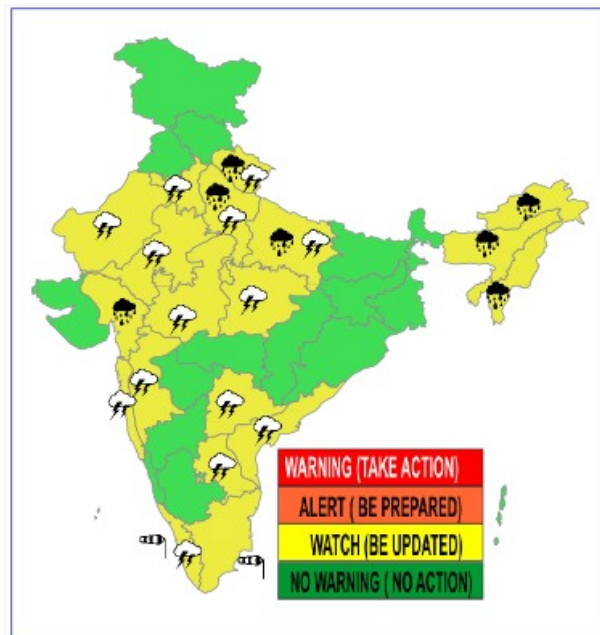 WARNING (TAKE ACTION)
ALERT ( BE PREPARED)
WATCH (BE UPDATED)
NO WARNING ( NO ACTION)